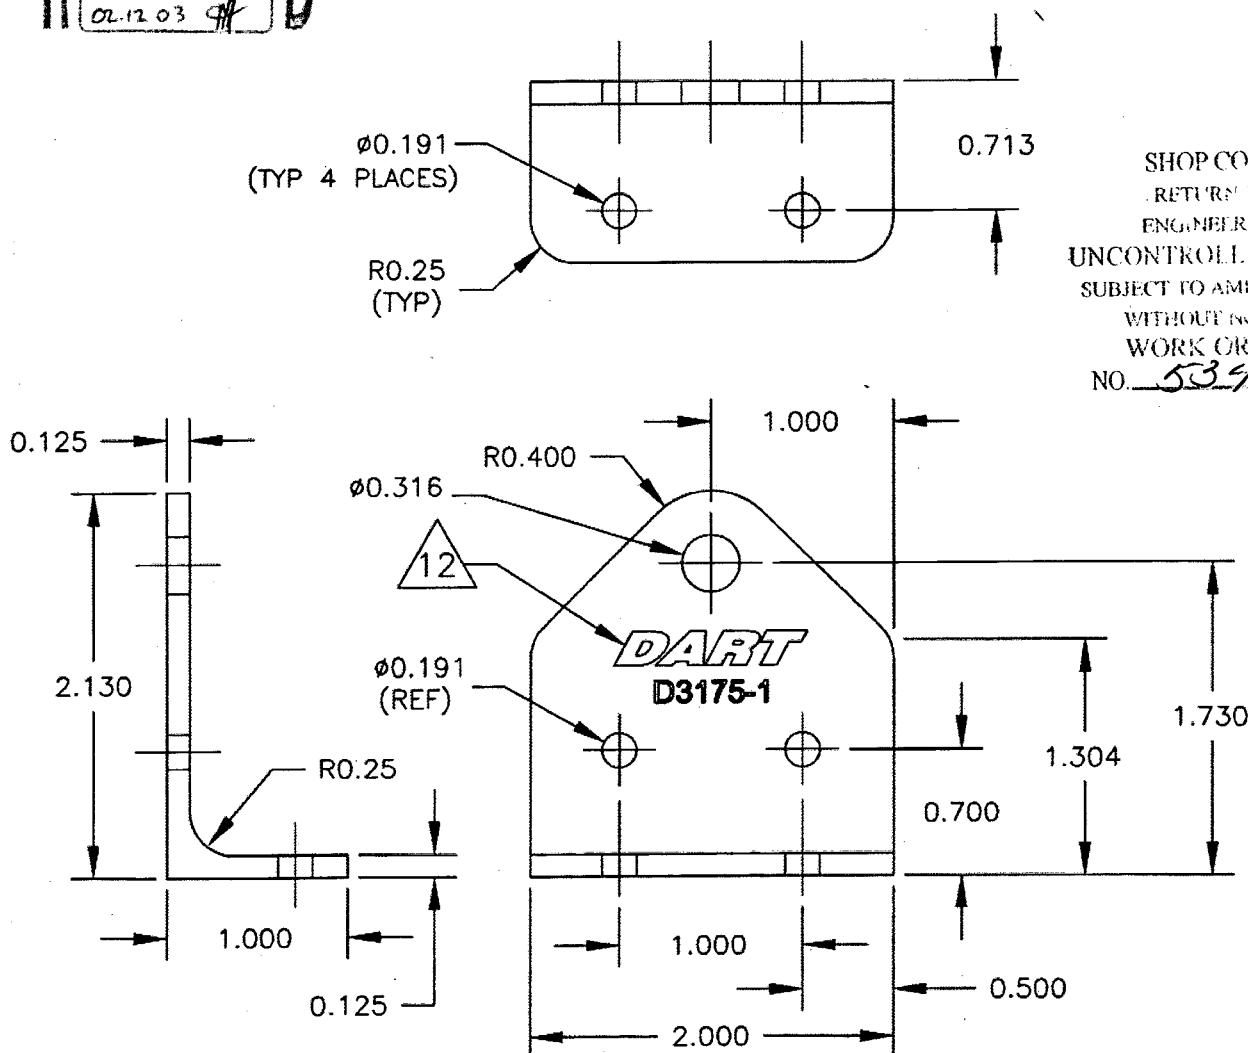 02.12.03
0.713
ø0.191
(TYP 4 PLACES)
R0.25
(TYP)
SHOP CO
RETURN
ENGINEER
UNCONTROLL
SUBJECT TO AM
WITHOUT
WORK OR
NO. 534
0.125
1.000
R0.400
ø0.316
12
DART
D3175-1
ø0.191
(REF)
2.130
R0.25
1.730
1.304
0.700
1.000
1.000
0.125
0.500
2.000